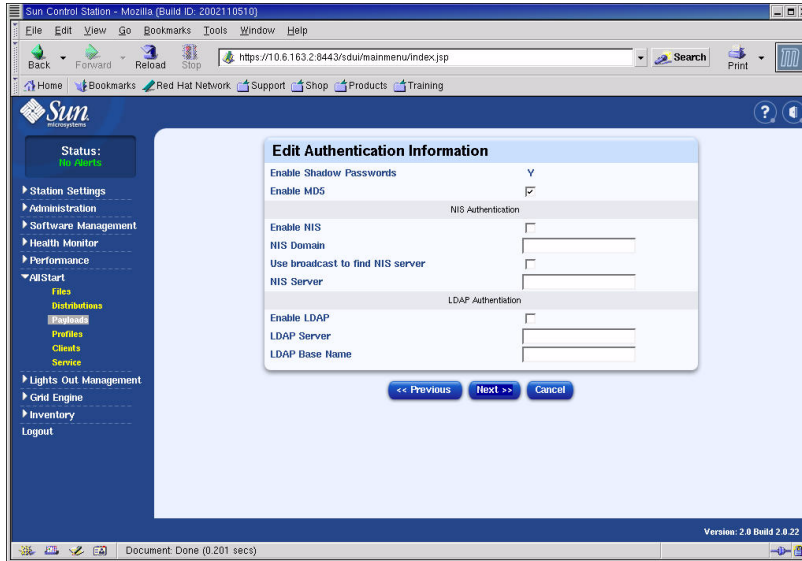 Sun Control Station - Mozilla {Build ID: 2002110510}
File Edit View Go Bookmarks Tools Window Help
Back Forward Reload Stop https://10.6.163.2:8443/sdui/mainmenu/index.jsp Search Print
Home Bookmarks Red Hat Network Support Shop Products Training
Sun
microsystems
?
Status:
No Alerts
Station Settings
Administration
Software Management
Health Monitor
Performance
AllStart
Files
Distributions
Payloads
Profiles
Clients
Service
Lights Out Management
Grid Engine
Inventory
Logout
Edit Authentication Information
Enable Shadow Passwords Y
Enable MD5
NIS Authentication
Enable NIS
NIS Domain
Use broadcast to find NIS server
NIS Server
LDAP Authentiation
Enable LDAP
LDAP Server
LDAP Base Name
<< Previous Next >> Cancel
Version: 2.0 Build 2.0.22
Document: Done (0.201 secs)